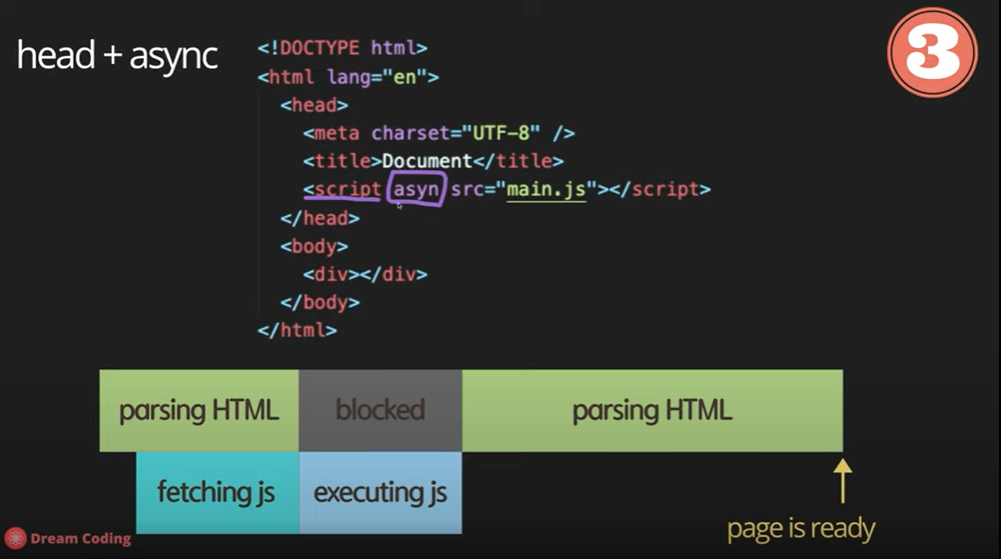 head + async
3
<!DOCTYPE html>
<html lang="en">
<head>
<meta charset="UTF-8" />
<title>Document</title>
<script asyn src="main.js"></script>
</head>
<body>
<div></div>
</body>
</html>
parsing HTML blocked parsing HTML
fetching js executing js
page is ready
Dream Coding